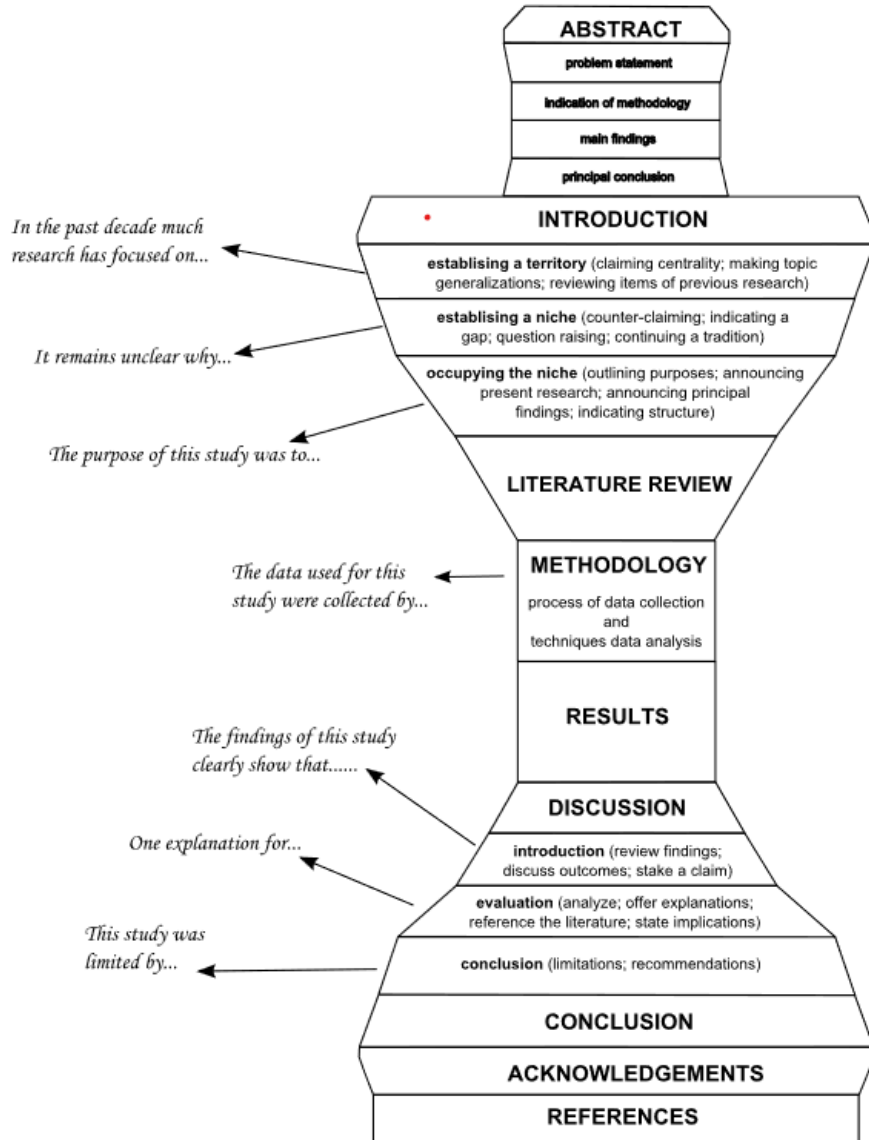 ABSTRACT
problem statement
indication of methodology
main findings
principal conclusion
INTRODUCTION
In the past decade much
research has focused on...
establising a territory (claiming centrality; making topic
generalizations; reviewing items of previous research)
establising a niche (counter-claiming; indicating a
gap; question raising; continuing a tradition)
It remains unclear why...
occupying the niche (outlining purposes; announcing
present research; announcing principal
findings; indicating structure)
The purpose of this study was to...
LITERATURE REVIEW
METHODOLOGY
The data used for this
study were collected by...
process of data collection
and
techniques data analysis
RESULTS
The findings of this study
clearly show that......
DISCUSSION
introduction (review findings;
discuss outcomes; stake a claim)
One explanation for...
evaluation (analyze; offer explanations;
reference the literature; state implications)
This study was
limited by...
conclusion (limitations; recommendations)
CONCLUSION
ACKNOWLEDGEMENTS
REFERENCES